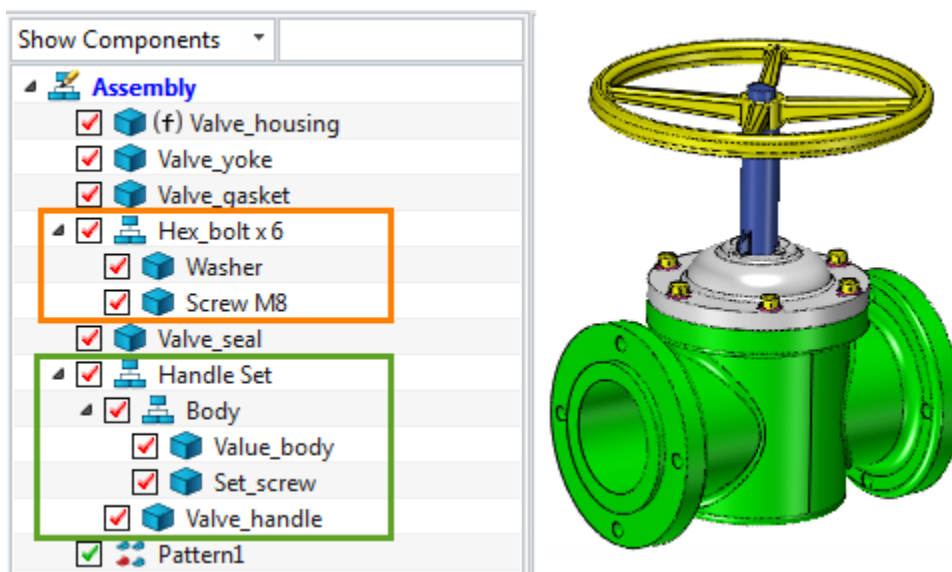 Show Components
Assembly
(f) Valve_housing
Valve_yoke
Valve_gasket
Hex_bolt x 6
Washer
Screw M8
Valve_seal
Handle Set
Body
Value_body
Set_screw
Valve_handle
Pattern1